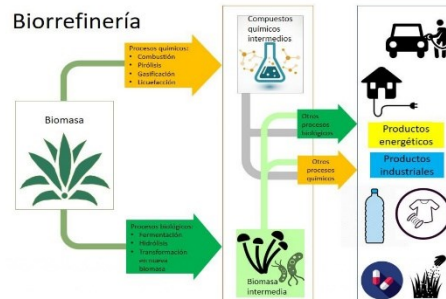 Biorrefinería
Procesos químicos:
• Combustión
• Pirólisis
• Gasificación
• Licuefacción
Compuestos
químicos
intermedios
Biomasa
Otros
procesos
biológicos
Otros
procesos
químicos
Productos
energéticos
Productos
industriales
Procesos biológicos:
• Fermentación
• Hidrólisis
• Transformación
en nueva
biomasa
Biomasa
intermedia